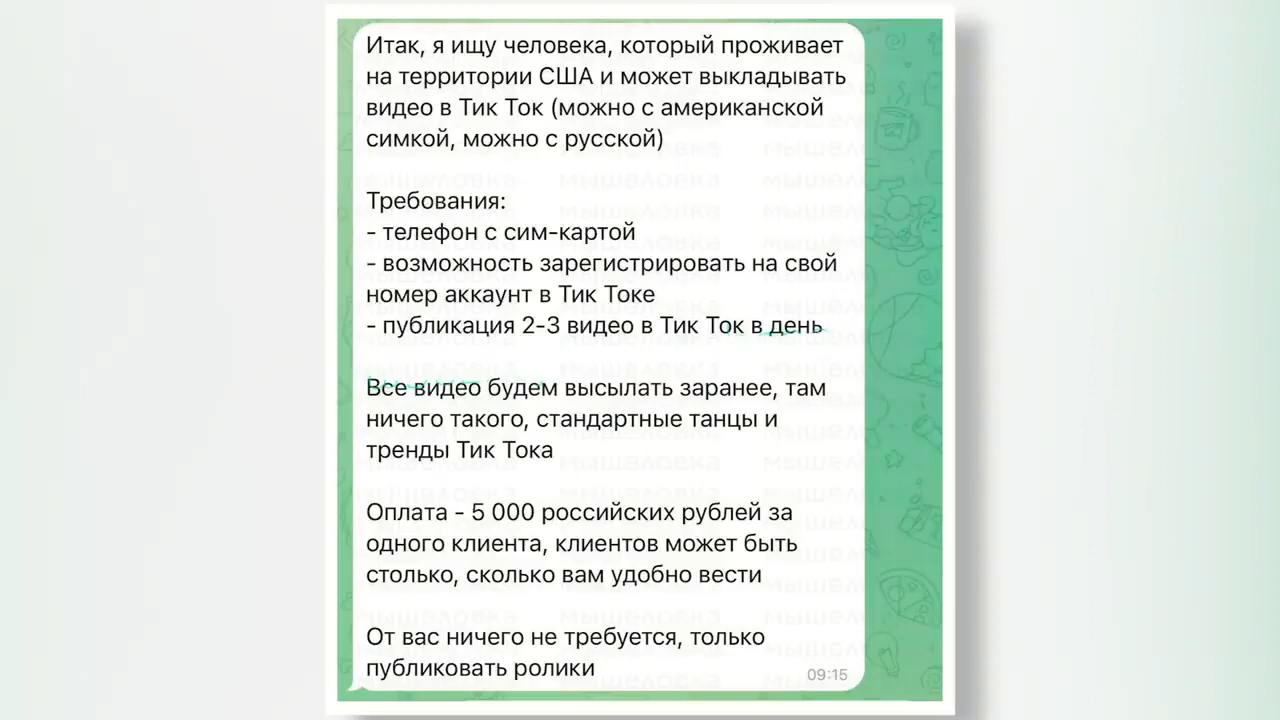 Итак, я ищу человека, который проживает
на территории США и может выкладывать
видео в Тик Ток (можно с американской
симкой, можно с русской)
Требования:
- телефон с сим-картой
- возможность зарегистрировать на свой
номер аккаунт в Тик Токе
- публикация 2-3 видео в Тик Ток в день
Все видео будем высылать заранее, там
ничего такого, стандартные танцы и
тренды Тик Тока
Оплата - 5 000 российских рублей за
одного клиента, клиентов может быть
столько, сколько вам удобно вести
От вас ничего не требуется, только
публиковать ролики
09:15